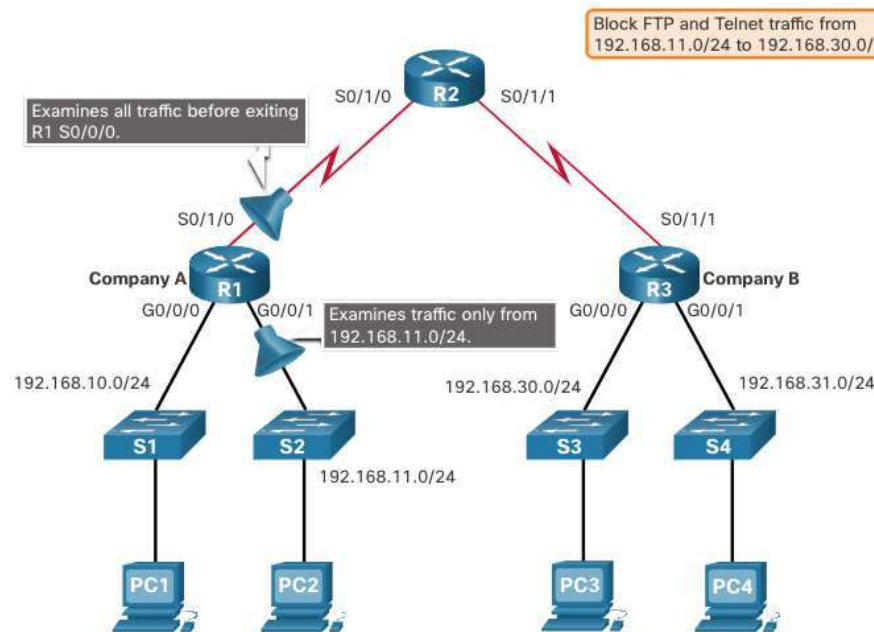 Block FTP and Telnet traffic from
192.168.11.0/24 to 192.168.30.0/
R2
S0/1/0
S0/1/1
Examines all traffic before exiting
R1 S0/0/0.
S0/1/0
S0/1/1
Company A
R1
R3
Company B
G0/0/0
G0/0/1
G0/0/0
G0/0/1
Examines traffic only from
192.168.11.0/24.
192.168.10.0/24
192.168.30.0/24
192.168.31.0/24
S1
S2
S3
S4
192.168.11.0/24
PC1
PC2
PC3
PC4